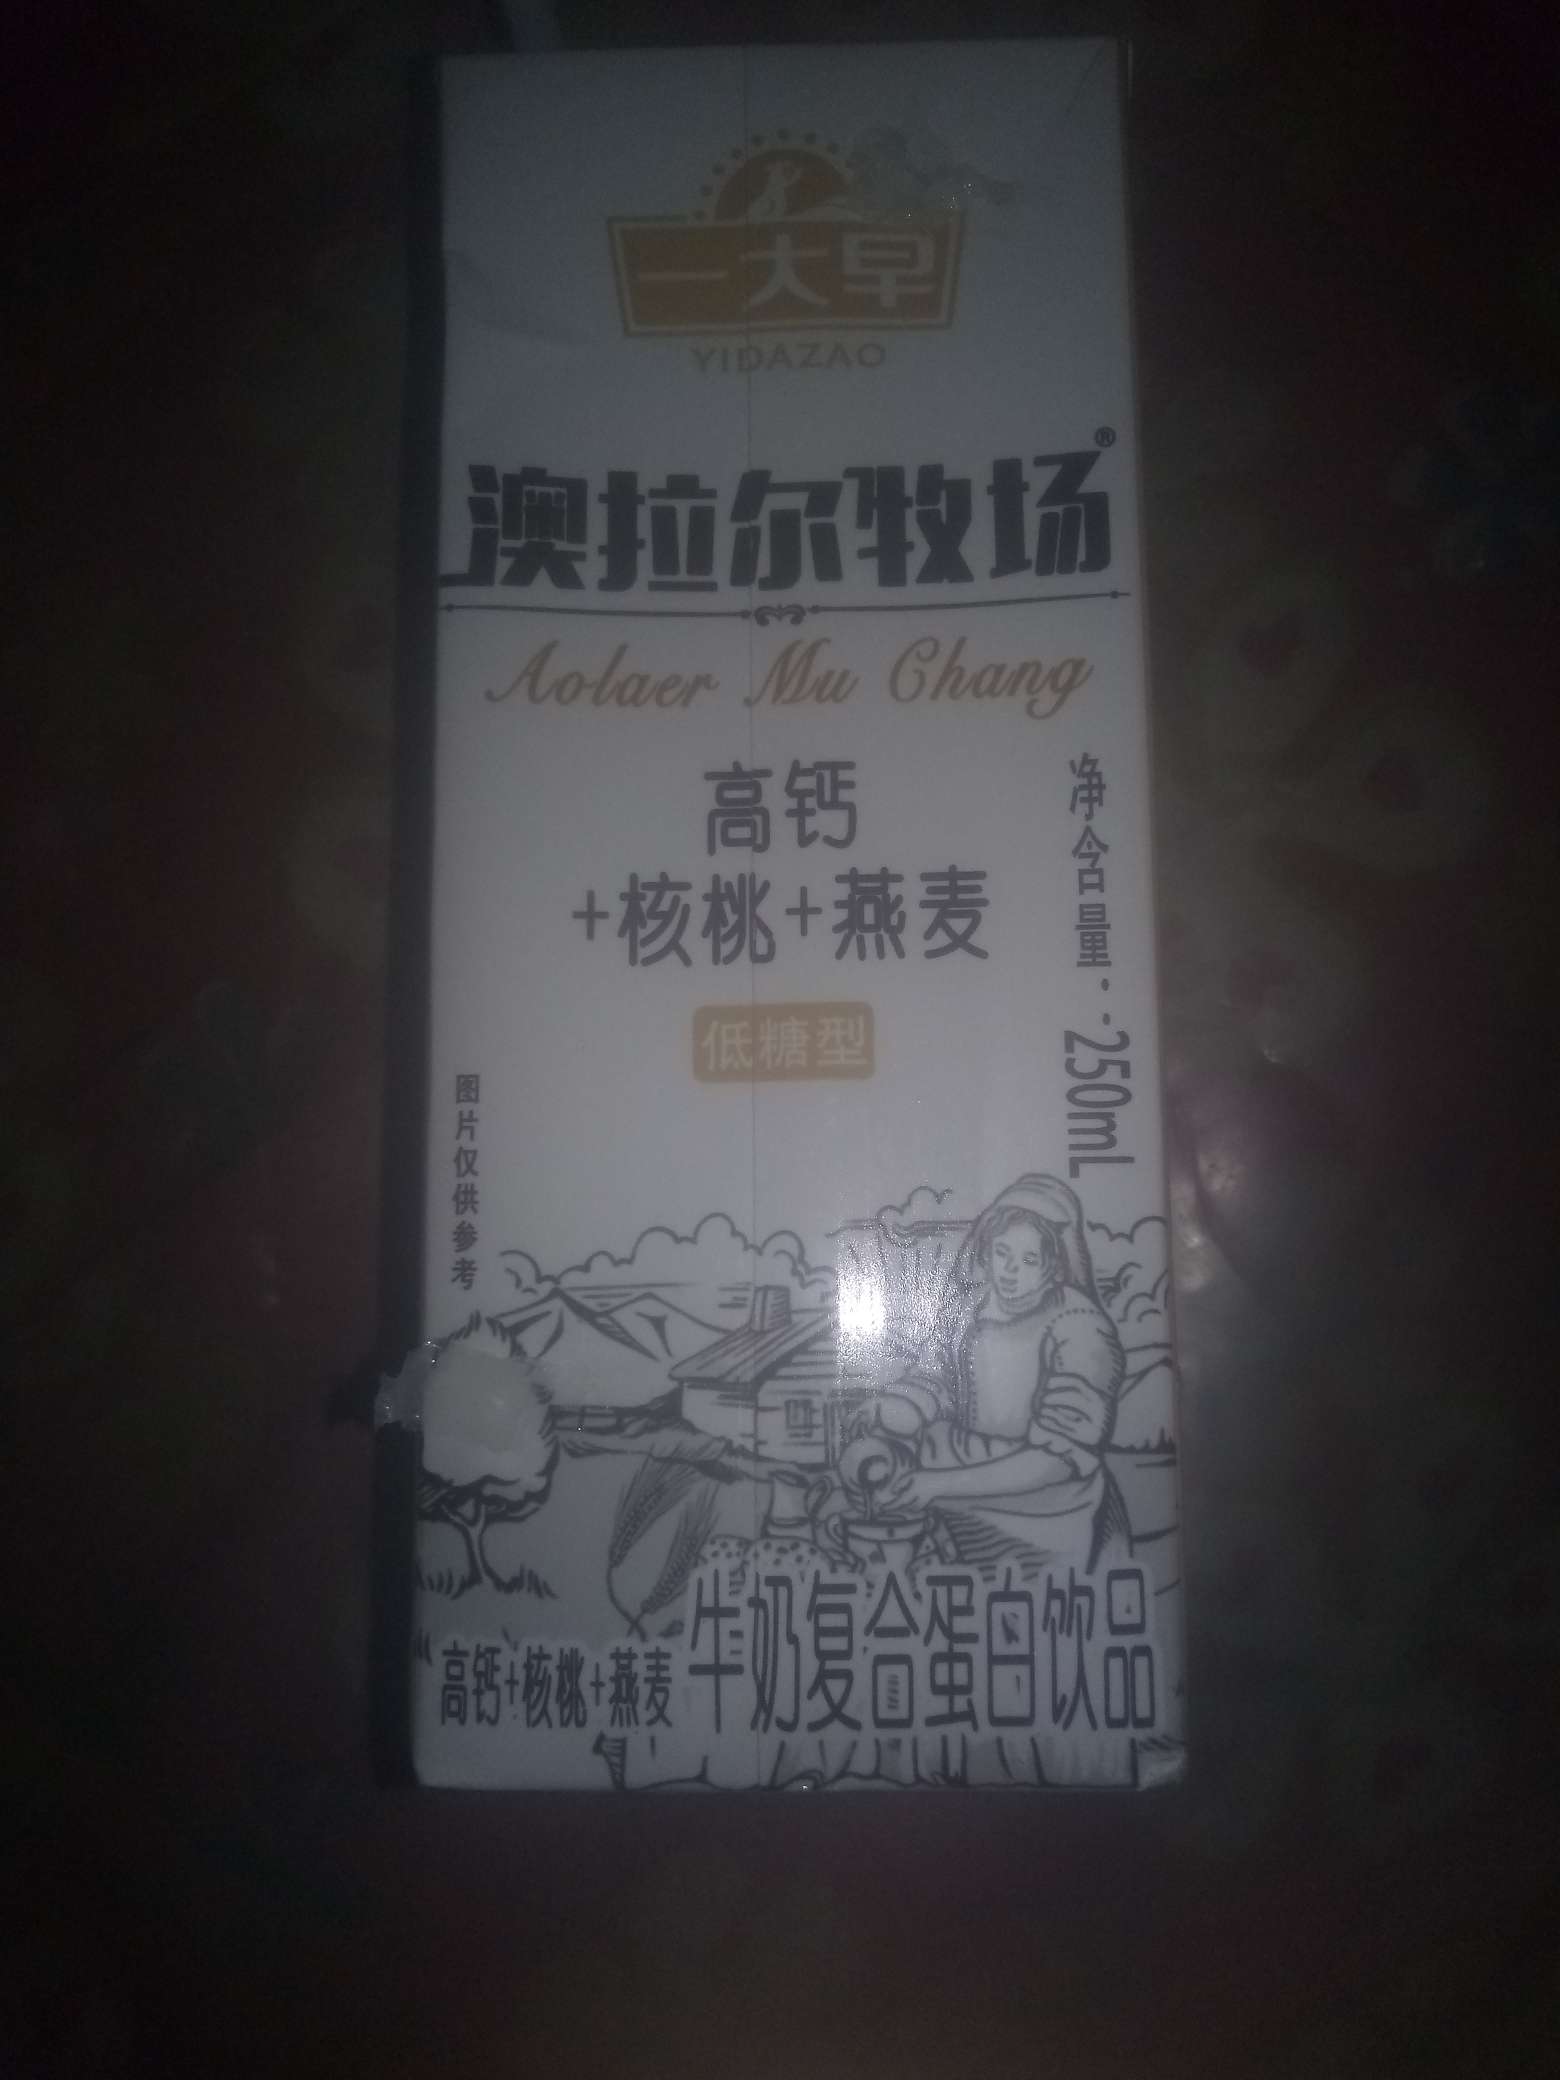 一大早
YIDAZAO
澳拉尔牧场®
Aolaer Mu Chang
高钙
+核桃+燕麦
低糖型
净含量:250mL
图片仅供参考
高钙+核桃+燕麦 牛奶复合蛋白饮品